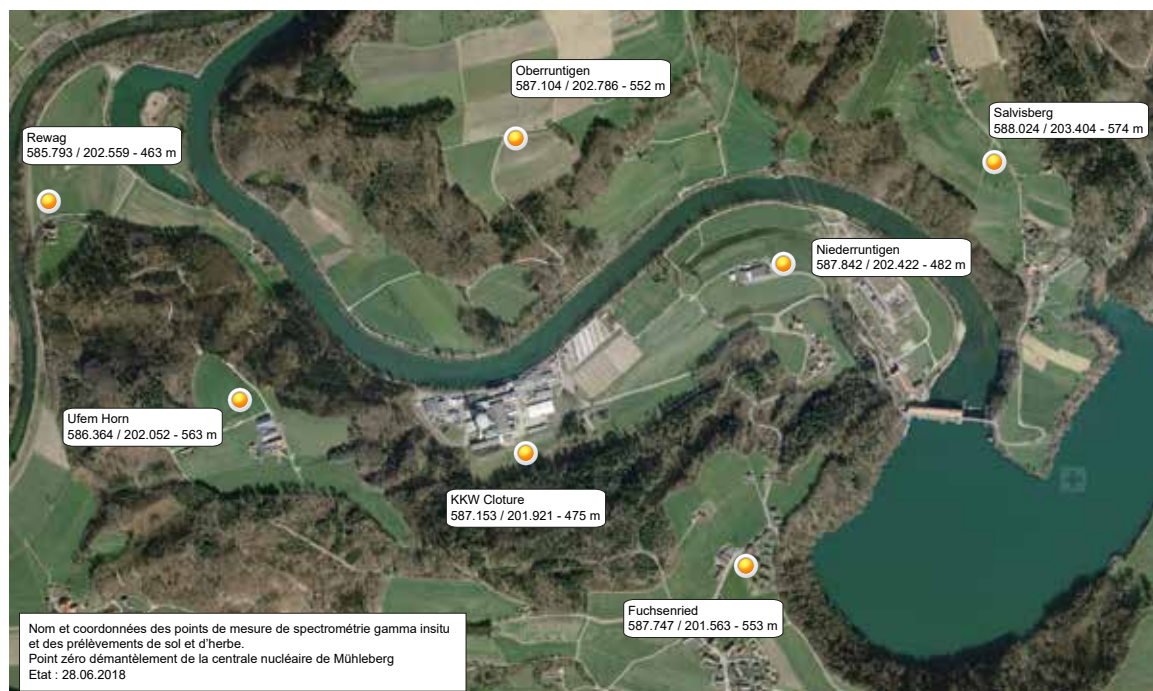 Oberruntigen
587.104 / 202.786 - 552 m
Salvisberg
588.024 / 203.404 - 574 m
Rewag
585.793 / 202.559 - 463 m
Niederruntigen
587.842 / 202.422 - 482 m
Ufem Horn
586.364 / 202.052 - 563 m
KKW Cloture
587.153 / 201.921 - 475 m
Fuchsenried
587.747 / 201.563 - 553 m
Nom et coordonnées des points de mesure de spectrométrie gamma insitu
et des prélèvements de sol et d'herbe.
Point zéro démantèlement de la centrale nucléaire de Mühleberg
Etat : 28.06.2018